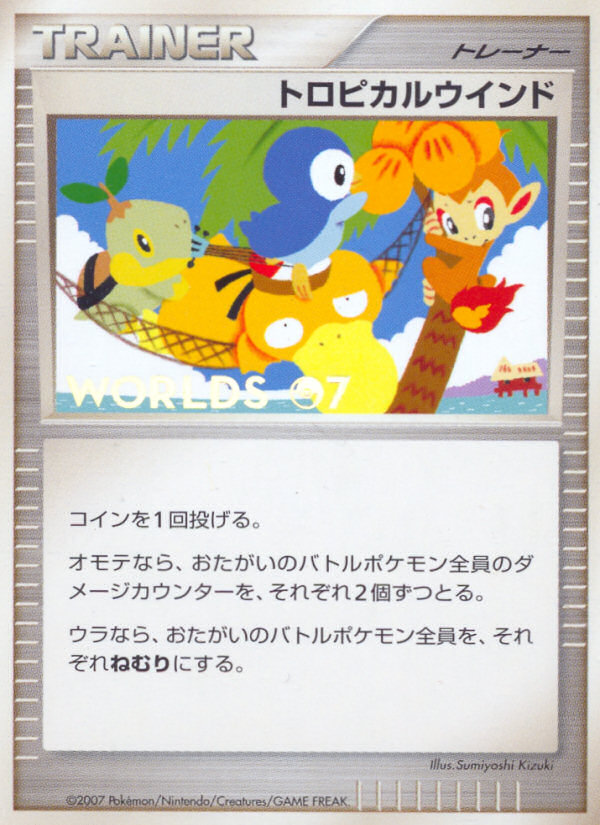 TRAINER
トレーナー
トロピカルウインド
WORLDS 07
コインを1回投げる。
オモテなら、おたがいのバトルポケモン全員のダ
メージカウンターを、それぞれ2個ずつとる。
ウラなら、おたがいのバトルポケモン全員を、それ
ぞれねむりにする。
Illus.Sumiyoshi Kizuki
©2007 Pokémon/Nintendo/Creatures/GAME FREAK.